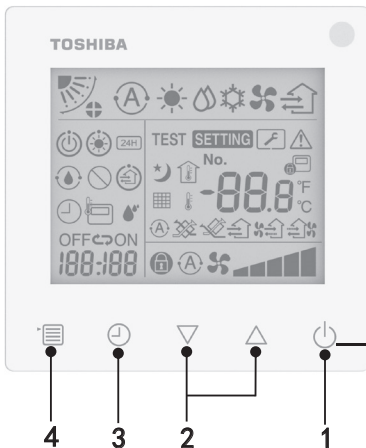 TOSHIBA
A
24H
TEST SETTING
No.
-88.8 °F
°C
A
OFF ON
188:188
A
4 3 2 1